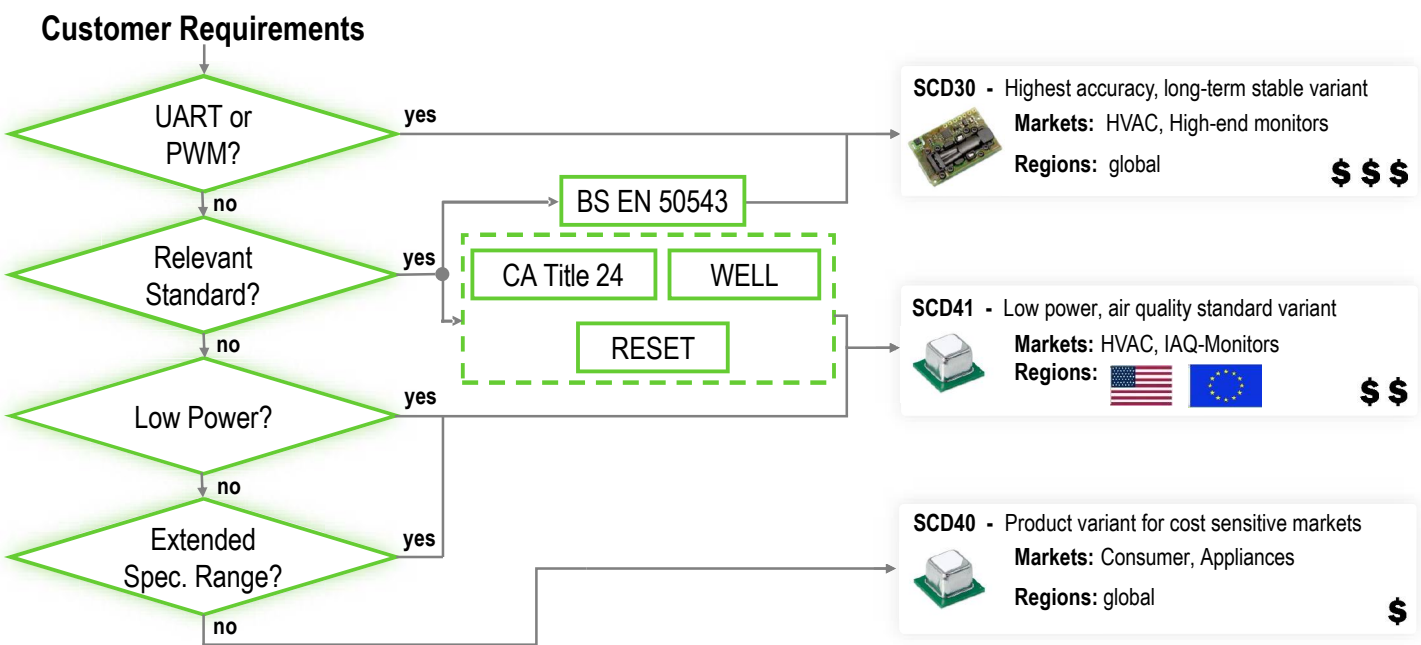 Customer Requirements
UART or
PWM?
yes
no
Relevant
Standard?
yes
no
BS EN 50543
CA Title 24
WELL
RESET
Low Power?
yes
no
Extended
Spec. Range?
yes
no
SCD30 - Highest accuracy, long-term stable variant
Markets: HVAC, High-end monitors
Regions: global
$ $ $
SCD41 - Low power, air quality standard variant
Markets: HVAC, IAQ-Monitors
Regions:
$ $
SCD40 - Product variant for cost sensitive markets
Markets: Consumer, Appliances
Regions: global
$